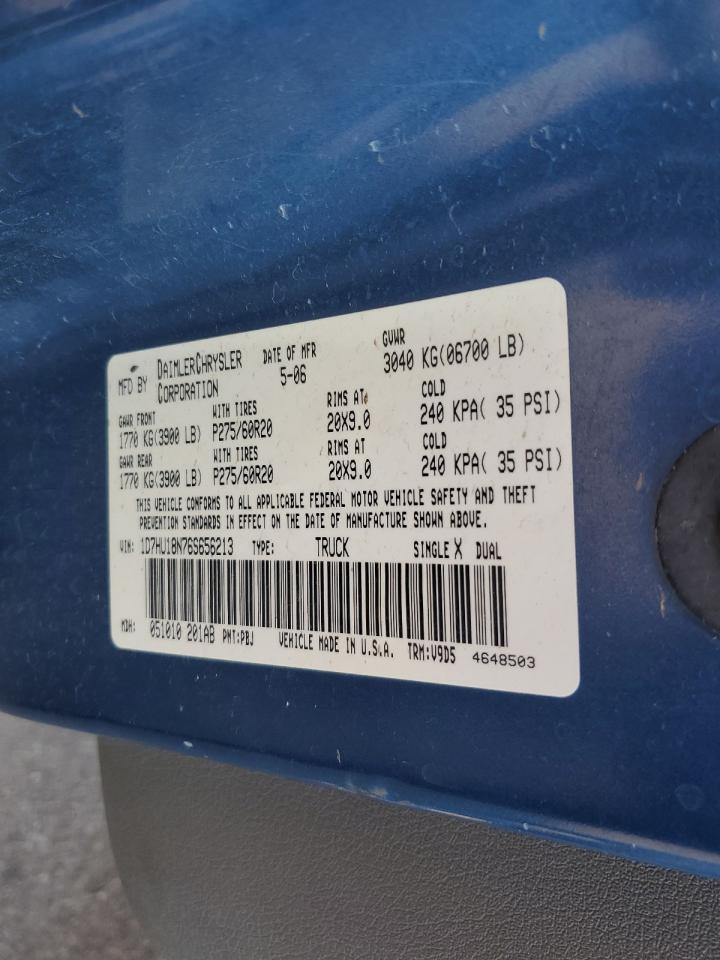 MFD BY DAIMLERCHRYSLER CORPORATION DATE OF MFR 5-06 GVWR 3040 KG(06700 LB)
GAWR FRONT WITH TIRES RIMS AT COLD
1770 KG(3900 LB) P275/60R20 20X9.0 240 KPA( 35 PSI)
GAWR REAR WITH TIRES RIMS AT COLD
1770 KG(3900 LB) P275/60R20 20X9.0 240 KPA( 35 PSI)
THIS VEHICLE CONFORMS TO ALL APPLICABLE FEDERAL MOTOR VEHICLE SAFETY AND THEFT
PREVENTION STANDARDS IN EFFECT ON THE DATE OF MANUFACTURE SHOWN ABOVE.
VIN: 1D7HU18N76S656213 TYPE: TRUCK SINGLE X DUAL
MDH: 051010 201AB PNT:PBJ VEHICLE MADE IN U.S.A. TRM:V9D5 4648503